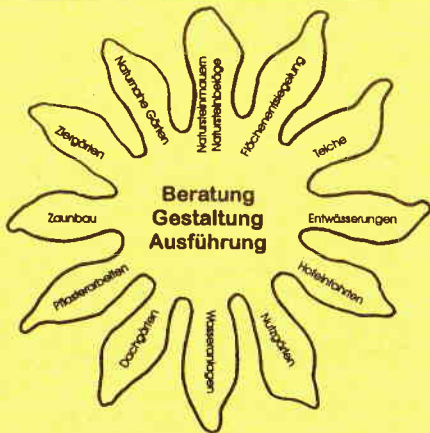 Natursteinmauern
Natursteinbeläge
Flächenentsiegelung
Teiche
Entwässerungen
Hofeinfahrten
Nutzgärten
Wasseranlagen
Dachgärten
Pflasterarbeiten
Zaunbau
Ziergärten
Naturnahe Gärten
Beratung
Gestaltung
Ausführung